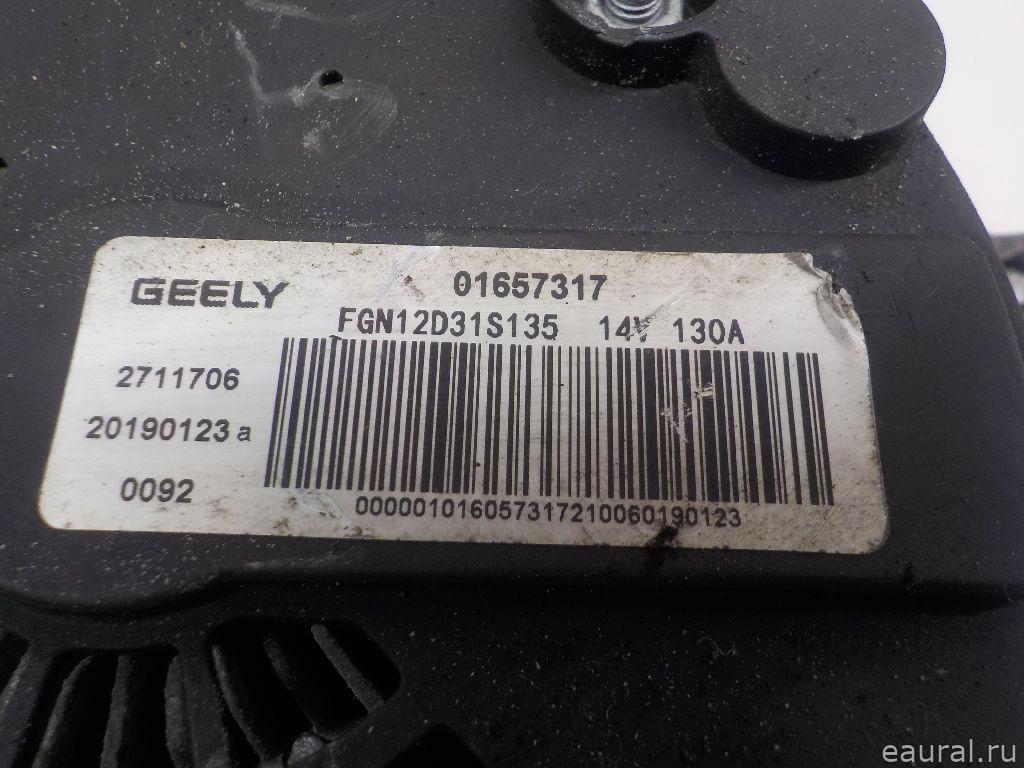 GEELY
01657317
FGN12D31S135 14V 130A
2711706
20190123 a
0092
000001016057317210060190123
eaural.ru